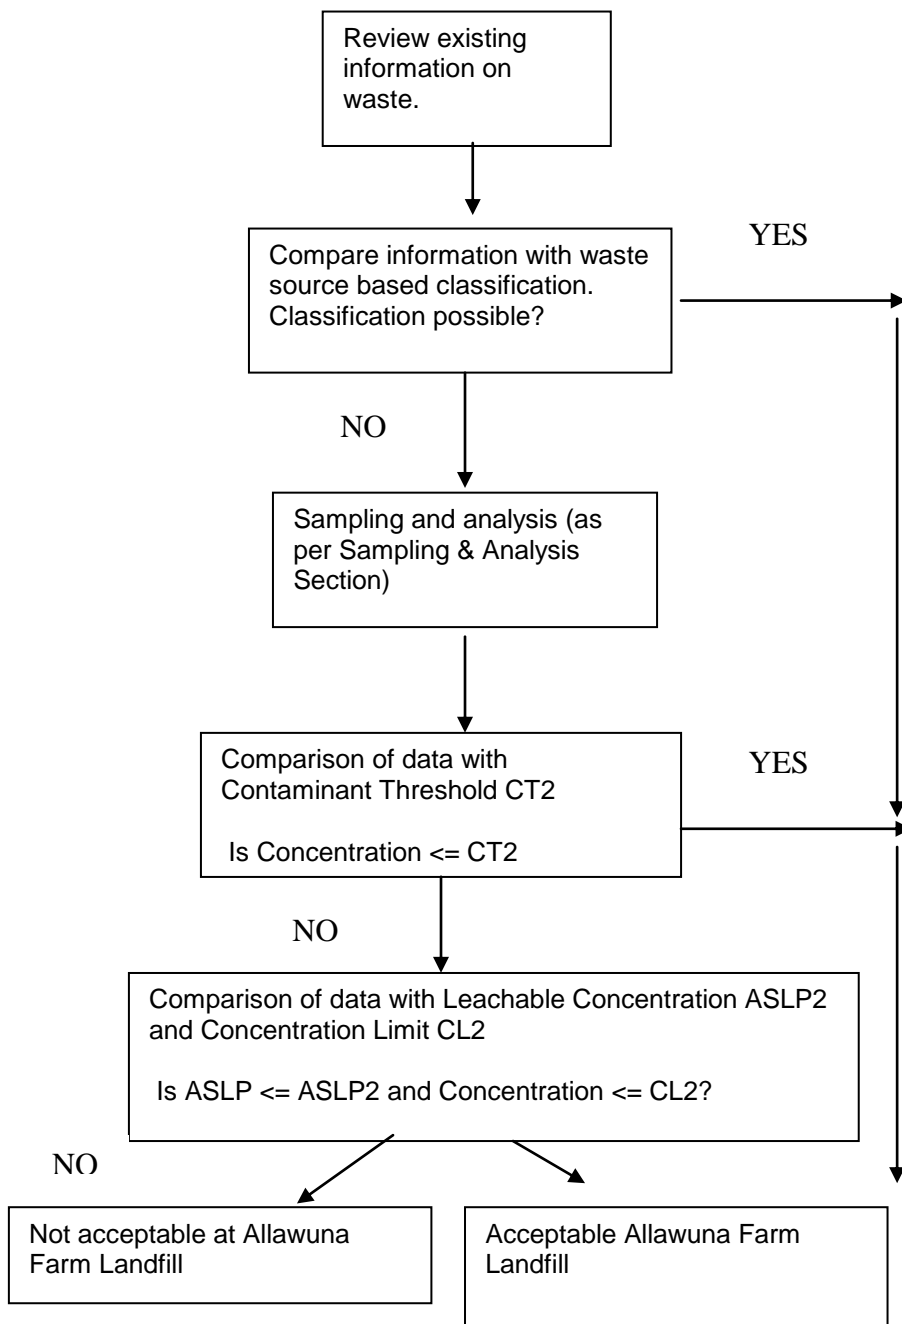 Review existing
information on
waste.
YES
Compare information with waste
source based classification.
Classification possible?
NO
Sampling and analysis (as
per Sampling & Analysis
Section)
Comparison of data with
Contaminant Threshold CT2
YES
Is Concentration <= CT2
NO
Comparison of data with Leachable Concentration ASLP2
and Concentration Limit CL2
Is ASLP <= ASLP2 and Concentration <= CL2?
NO
Not acceptable at Allawuna
Farm Landfill
Acceptable Allawuna Farm
Landfill